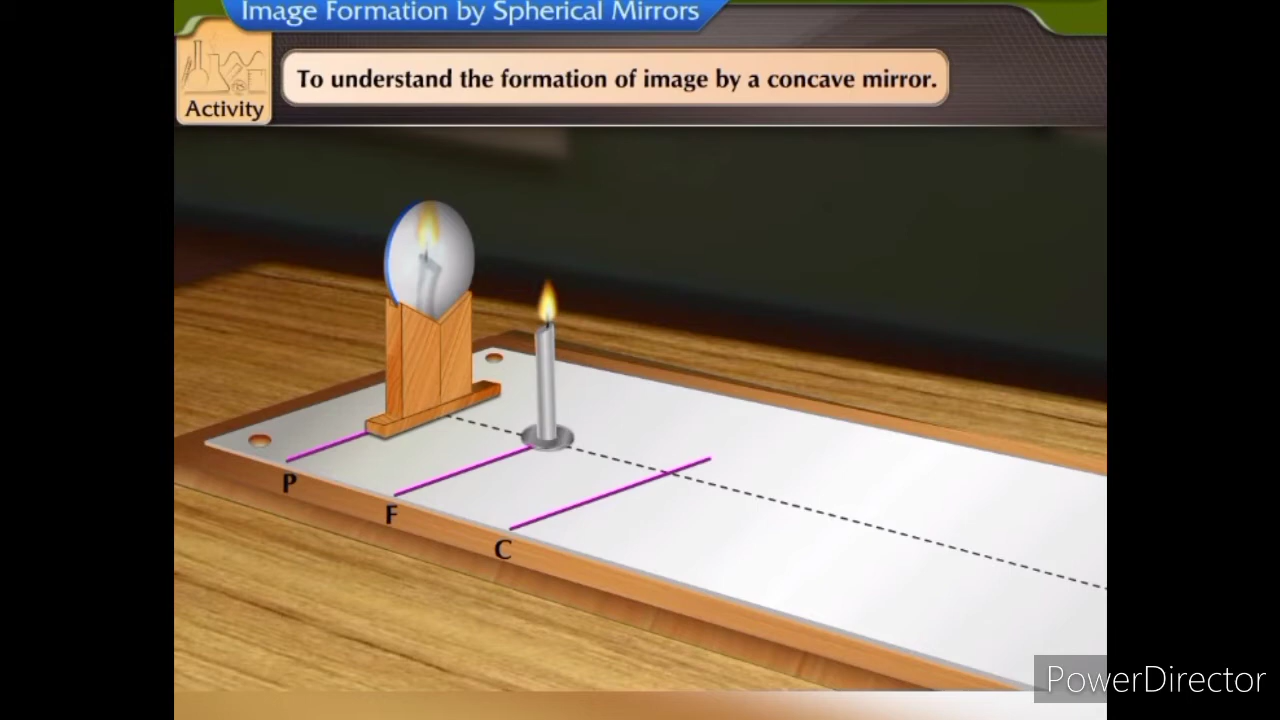 Image Formation by Spherical Mirrors
To understand the formation of image by a concave mirror.
Activity
P
F
C
PowerDirector